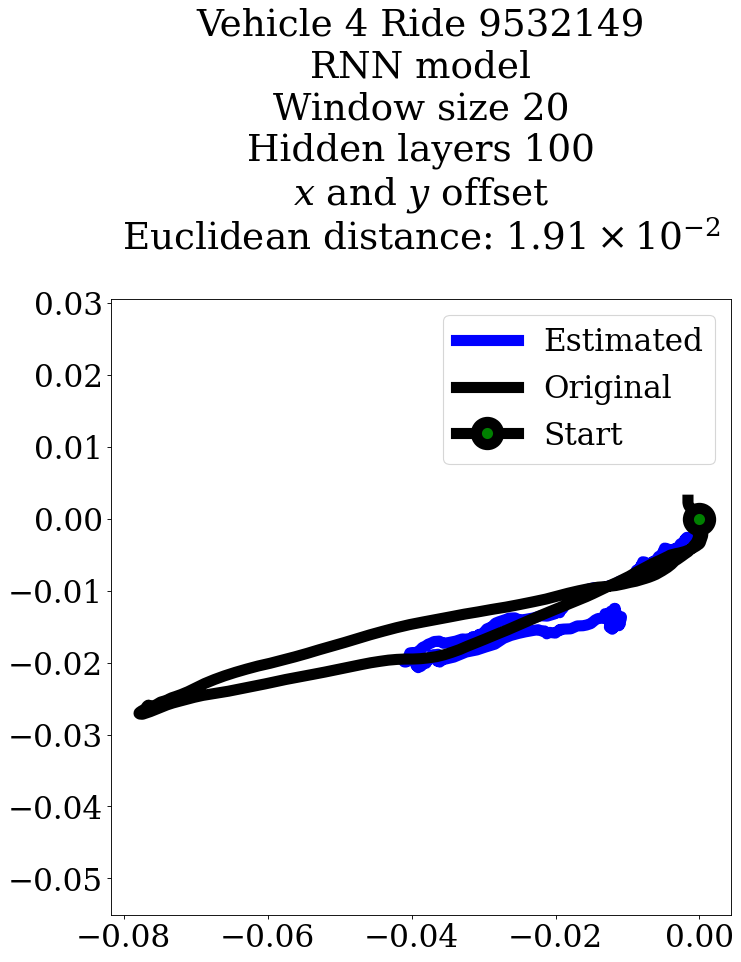 Vehicle 4 Ride 9532149
RNN model
Window size 20
Hidden layers 100
x and y offset
Euclidean distance: 1.91 × 10⁻²
0.03
0.02
0.01
0.00
−0.01
−0.02
−0.03
−0.04
−0.05
Estimated
Original
Start
−0.08 −0.06 −0.04 −0.02 0.00